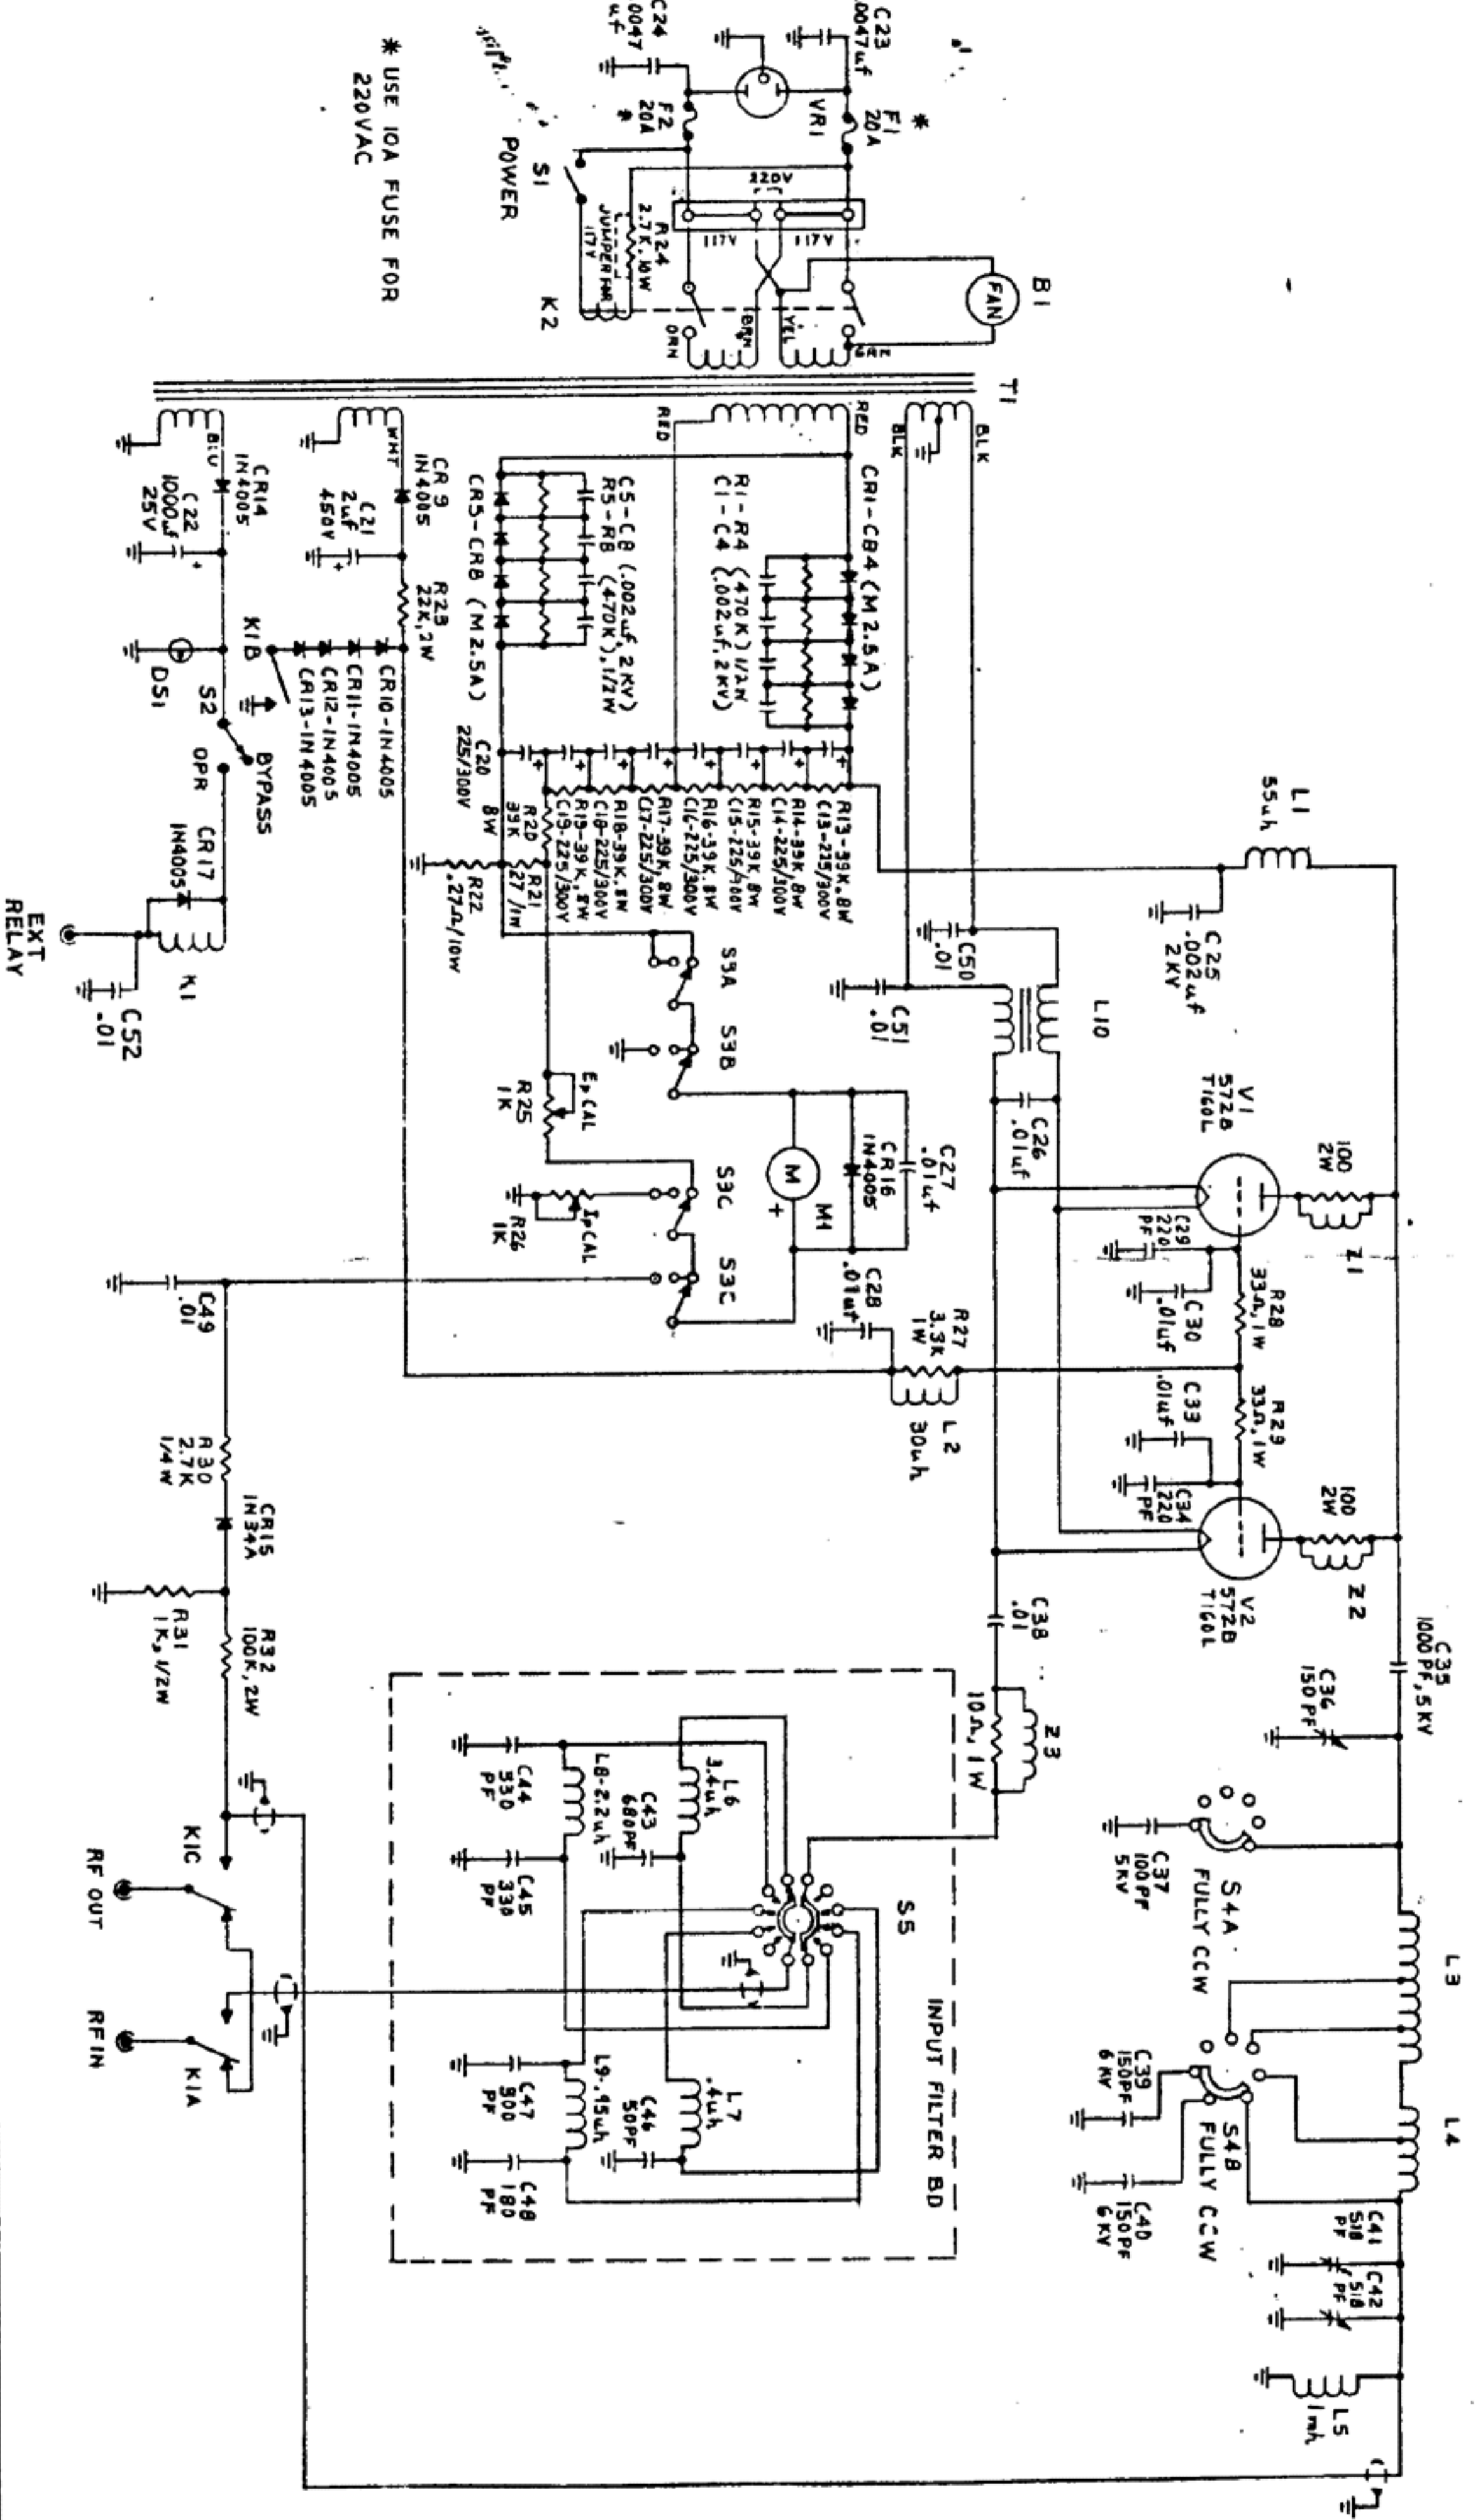 C23
.0047uf
C24
.0047
uf
*
F1
20A
VR1
F2
20A
*
S1
POWER
* USE 10A FUSE FOR
220VAC
220V
117V
117V
R24
2.7K, 10W
JUMPER FOR
117V
K2
B1
FAN
ORN
BRN
YEL
GRN
T1
BLK
BLK
RED
RED
WHT
BLU
CR1-CB4 (M2.5A)
R1-R4 (470K) 1/2W
C1-C4 (.002uf, 2KV)
C5-C8 (.002uf, 2KV)
R5-R8 (470K), 1/2W
CR5-CR8 (M2.5A)
CR9
1N4005
C21
2uf
450V
R23
22K, 2W
CR14
1N4005
C22
1000uf
25V
DS1
K1B
CR10-1N4005
CR11-1N4005
CR12-1N4005
CR13-1N4005
S2
BYPASS
OPR
CR17
1N4005
K1
EXT
RELAY
C52
.01
R13-39K, 8W
C13-225/300V
R14-39K, 8W
C14-225/300V
R15-39K, 8W
C15-225/300V
R16-39K, 8W
C16-225/300V
R17-39K, 8W
C17-225/300V
R18-39K, 8W
C18-225/300V
R19-39K, 8W
C19-225/300V
C20
225/300V
R20
39K
8W
R21
.27/1W
R22
.27Ω/10W
L1
55uh
C25
.002uf
2KV
C50
.01
C51
.01
L10
C26
.01uf
S3A
S3B
S3C
S3C
EpCAL
R25
1K
IpCAL
R26
1K
M
M1
+
CR16
1N4005
C27
.01uf
C28
.01uf
R27
3.3K
1W
L2
30uh
C49
.01
V1
572B
T160L
100
2W
Z1
C29
220
PF
C30
.01uf
R28
33Ω, 1W
R29
33Ω, 1W
C33
.01uf
C34
220
PF
100
2W
Z2
V2
572B
T160L
C35
1000PF, 5KV
C36
150PF
C38
.01
Z3
10Ω, 1W
C37
100PF
5KV
S4A
FULLY CCW
L3
L4
C39
150PF
6KV
S4B
FULLY CCW
C40
150PF
6KV
C41
518
PF
C42
518
PF
L5
1mh
S5
INPUT FILTER BD
L6
3.4uh
C43
680PF
L8-2.2uh
C44
330
PF
C45
330
PF
L7
.4uh
C46
50PF
L9-.45uh
C47
300
PF
C48
180
PF
R30
2.7K
1/4W
CR15
1N34A
R31
1K, 1/2W
R32
100K, 2W
K1C
RF OUT
RF IN
K1A